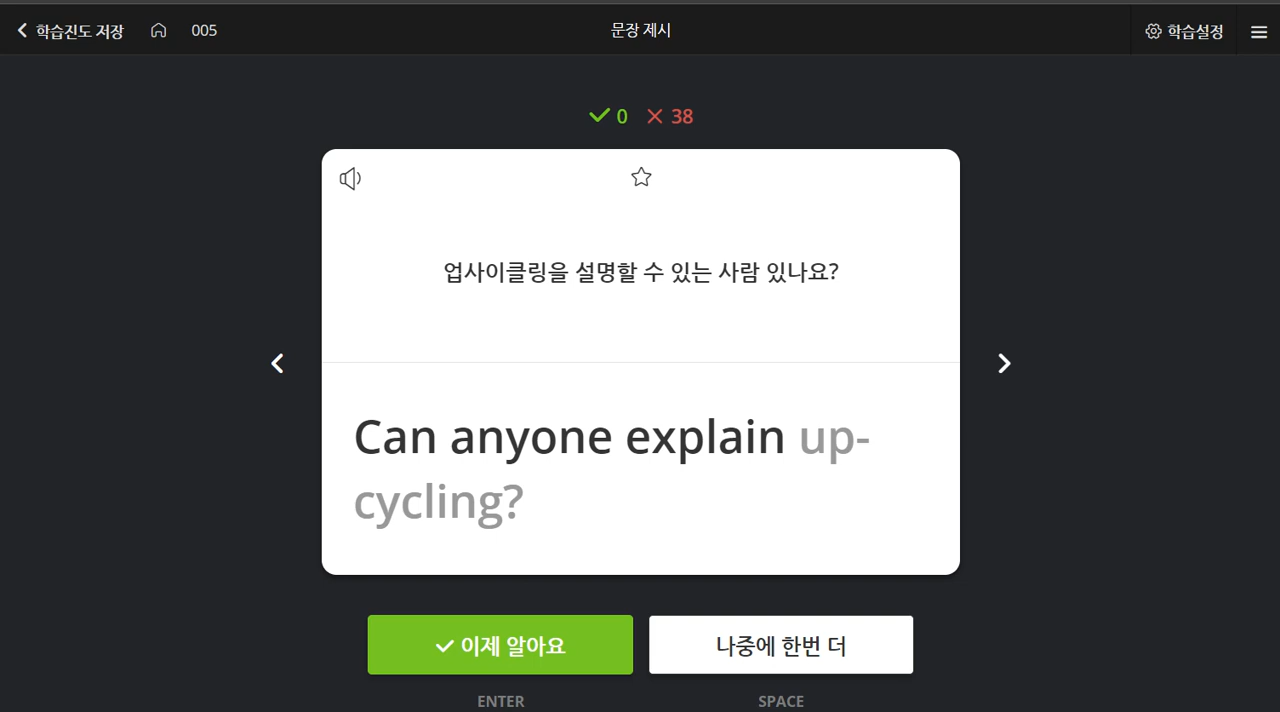 학습진도 저장
005
문장 제시
학습설정
0
38
업사이클링을 설명할 수 있는 사람 있나요?
Can anyone explain up-
cycling?
이제 알아요
나중에 한번 더
ENTER
SPACE